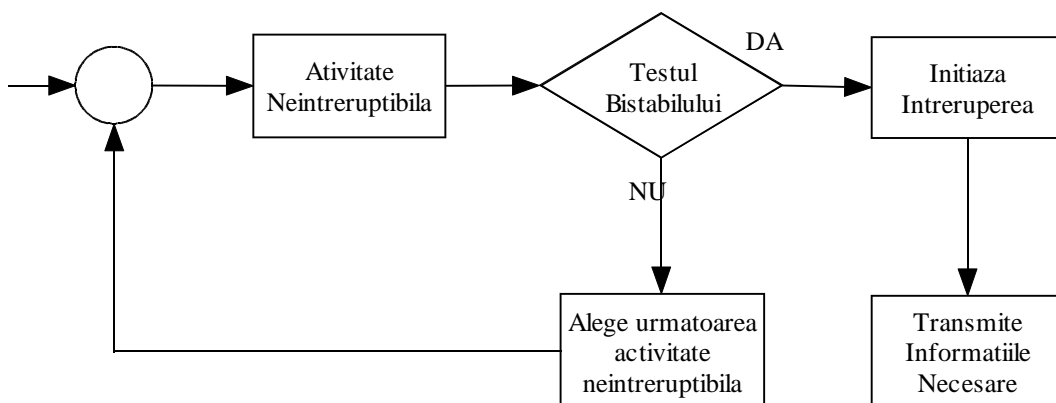 Ativitate
Neintreruptibila
Testul
Bistabilului
DA
Initiaza
Intreruperea
NU
Alege urmatoarea
activitate
neintreruptibila
Transmite
Informatiile
Necesare